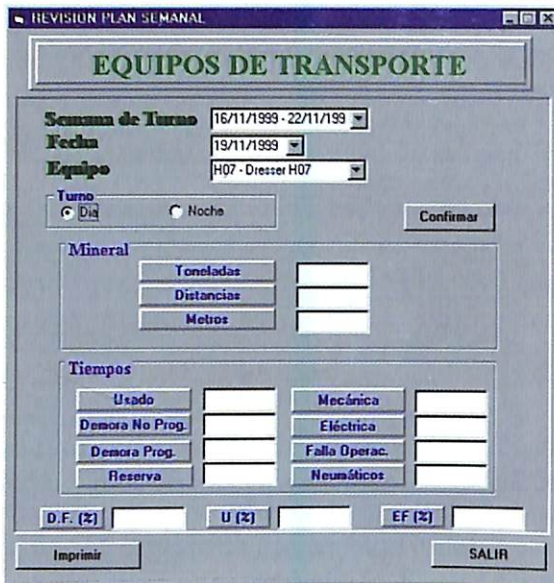 REVISION PLAN SEMANAL
EQUIPOS DE TRANSPORTE
Semana de Turno 16/11/1999 - 22/11/199
Fecha 19/11/1999
Equipo H07 - Dresser H07
Turno
Dia Noche
Confirmar
Mineral
Toneladas
Distancias
Metros
Tiempos
Usado Mecánica
Demora No Prog. Eléctrica
Demora Prog. Falla Operac.
Reserva Neumáticos
D.F. (%) U (%) EF (%)
Imprimir SALIR